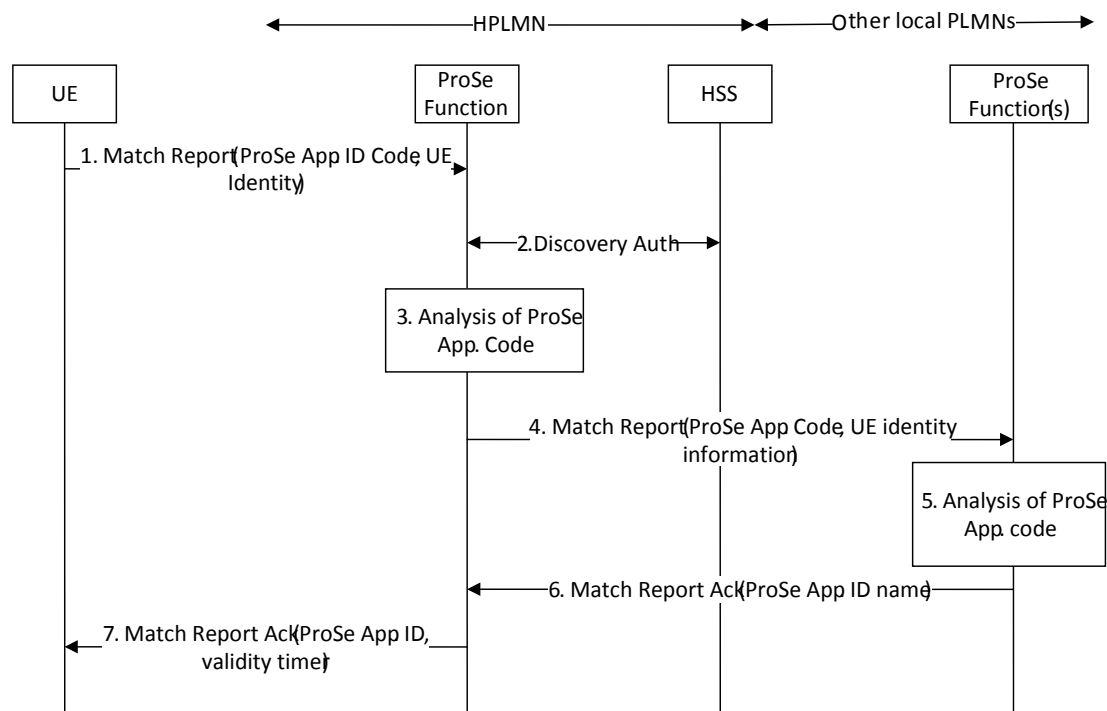 HPLMN
Other local PLMNs
UE
ProSe
Function
HSS
ProSe
Function(s)
1. Match Report(ProSe App ID Code, UE
Identity)
2.Discovery Auth
3. Analysis of ProSe
App. Code
4. Match Report(ProSe App Code, UE identity
information)
5. Analysis of ProSe
App. code
6. Match Report Ack(ProSe App ID name)
7. Match Report Ack(ProSe App ID,
validity timer)